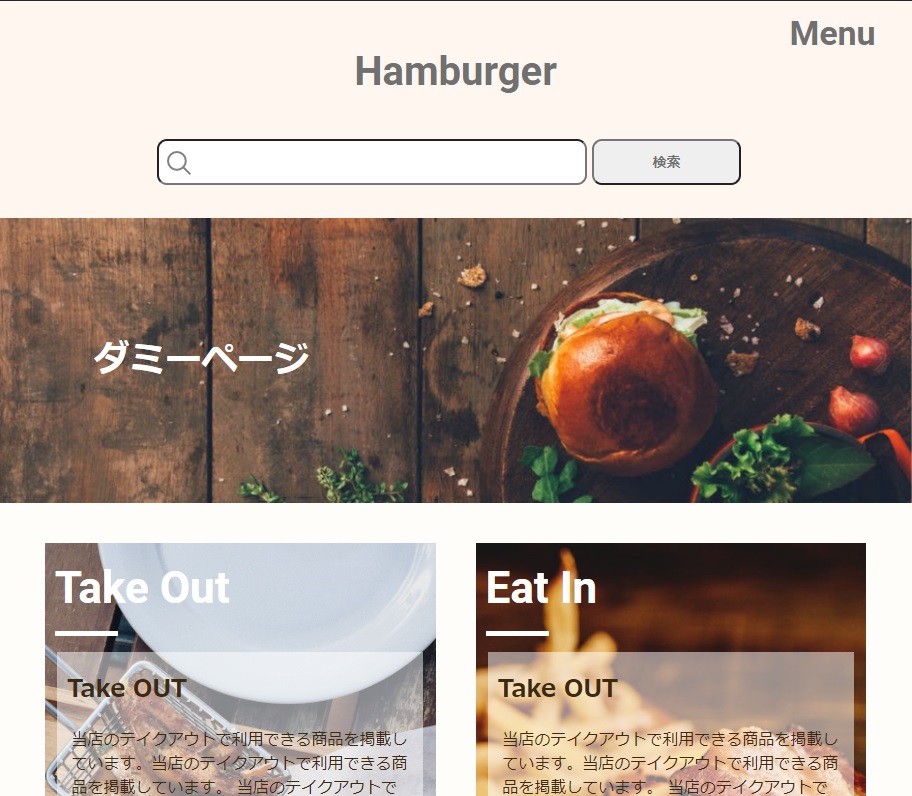 Menu
Hamburger
検索
ダミーページ
Take Out
Take OUT
当店のテイクアウトで利用できる商品を掲載し
ています。当店のテイクアウトで利用できる商
品を掲載しています。 当店のテイクアウトで
Eat In
Take OUT
当店のテイクアウトで利用できる商品を掲載し
ています。当店のテイクアウトで利用できる商
品を掲載しています。 当店のテイクアウトで